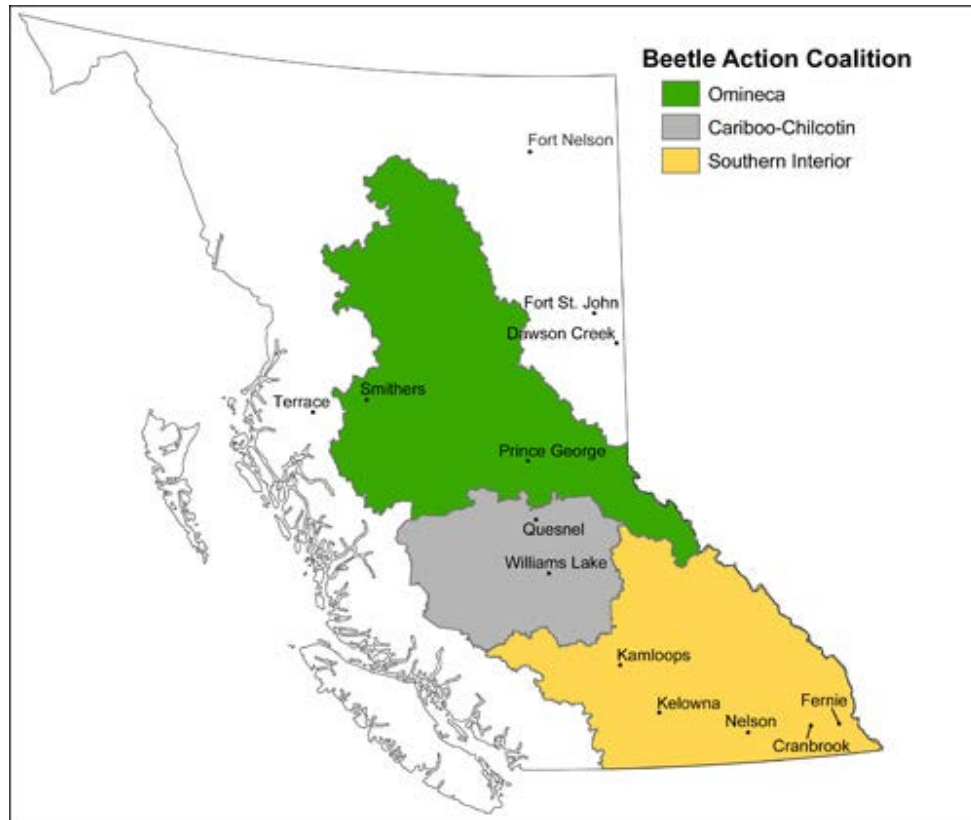 Beetle Action Coalition
Omineca
Cariboo-Chilcotin
Southern Interior
Fort Nelson
Fort St. John
Dawson Creek
Smithers
Terrace
Prince George
Quesnel
Williams Lake
Kamloops
Kelowna
Fernie
Nelson
Cranbrook